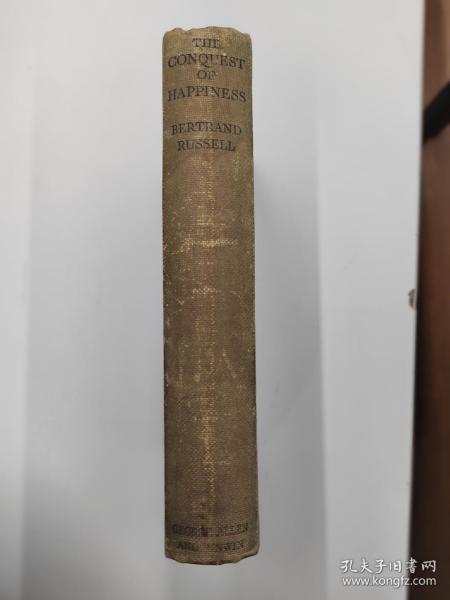 THE
CONQUEST
OF
HAPPINESS
BERTRAND
RUSSELL
GEORGE ALLEN
AND UNWIN
孔夫子旧书网
www.kongfz.com